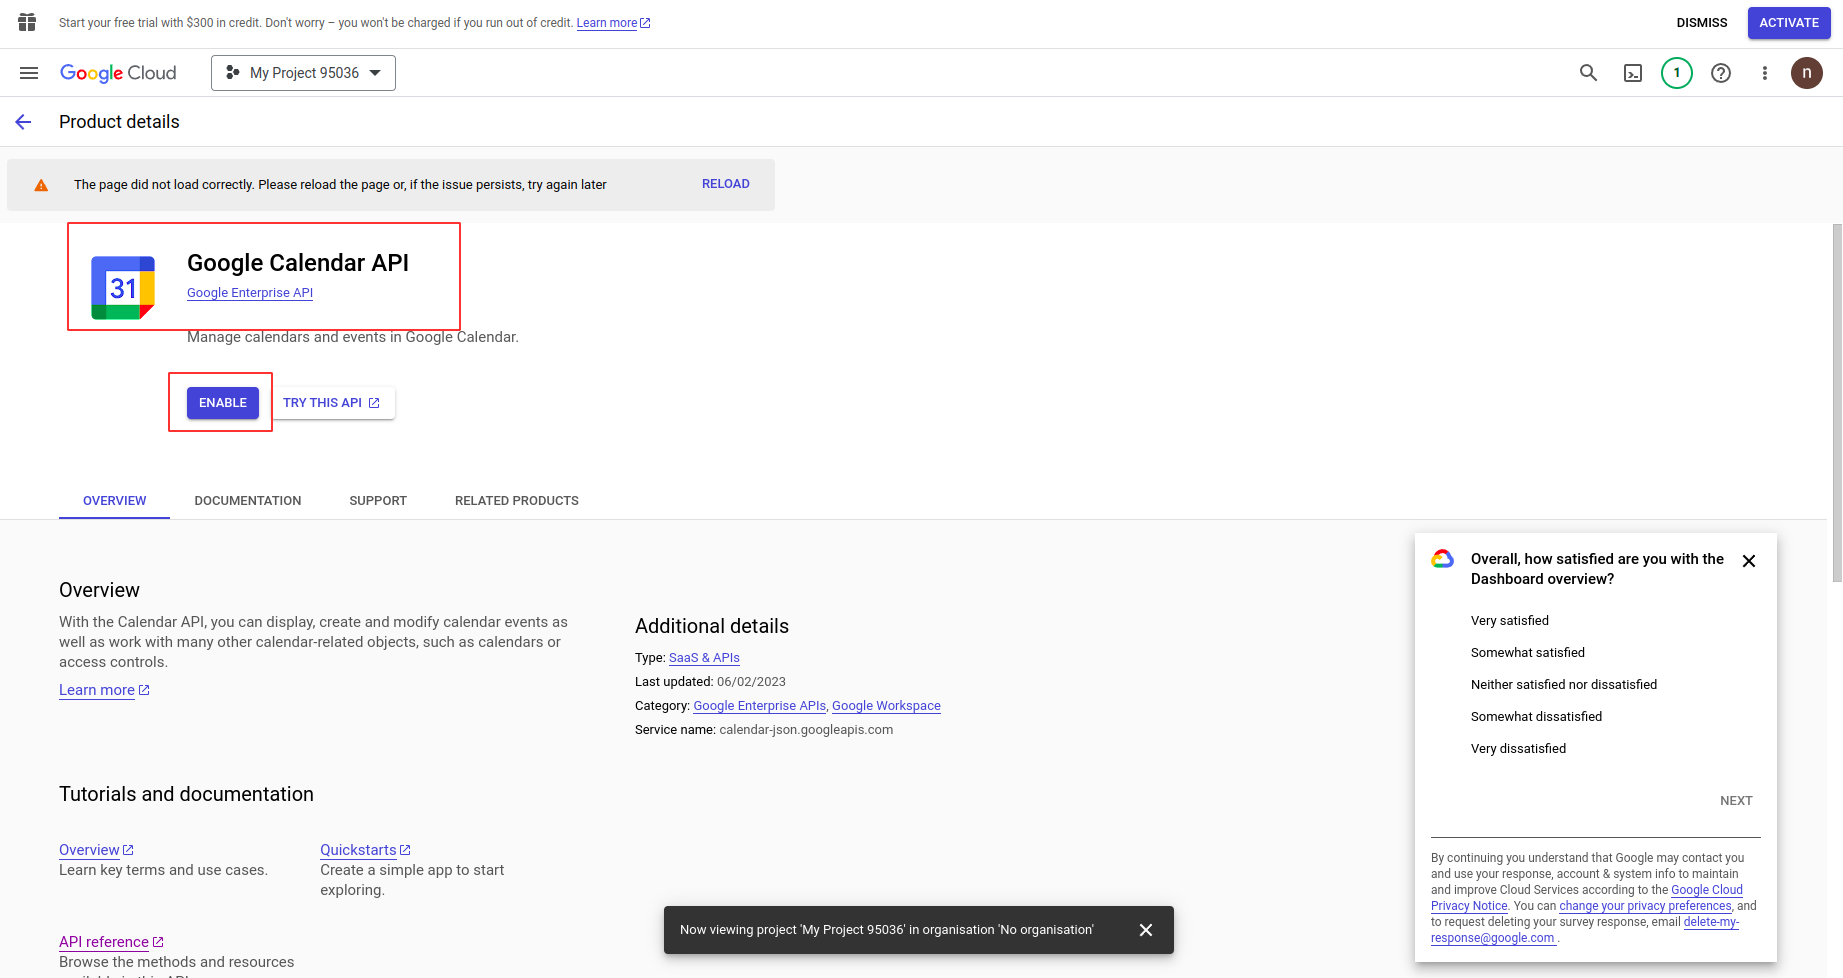 Start your free trial with $300 in credit. Don't worry – you won't be charged if you run out of credit. Learn more
DISMISS
ACTIVATE
Google Cloud
My Project 95036
1
n
Product details
The page did not load correctly. Please reload the page or, if the issue persists, try again later
RELOAD
31
Google Calendar API
Google Enterprise API
Manage calendars and events in Google Calendar.
ENABLE
TRY THIS API
OVERVIEW
DOCUMENTATION
SUPPORT
RELATED PRODUCTS
Overview
With the Calendar API, you can display, create and modify calendar events as
well as work with many other calendar-related objects, such as calendars or
access controls.
Learn more
Additional details
Type: SaaS & APIs
Last updated: 06/02/2023
Category: Google Enterprise APIs, Google Workspace
Service name: calendar-json.googleapis.com
Tutorials and documentation
Overview
Learn key terms and use cases.
Quickstarts
Create a simple app to start
exploring.
API reference
Browse the methods and resources
Overall, how satisfied are you with the
Dashboard overview?
Very satisfied
Somewhat satisfied
Neither satisfied nor dissatisfied
Somewhat dissatisfied
Very dissatisfied
NEXT
By continuing you understand that Google may contact you
and use your response, account & system info to maintain
and improve Cloud Services according to the Google Cloud
Privacy Notice. You can change your privacy preferences, and
to request deleting your survey response, email delete-my-
response@google.com .
Now viewing project 'My Project 95036' in organisation 'No organisation'